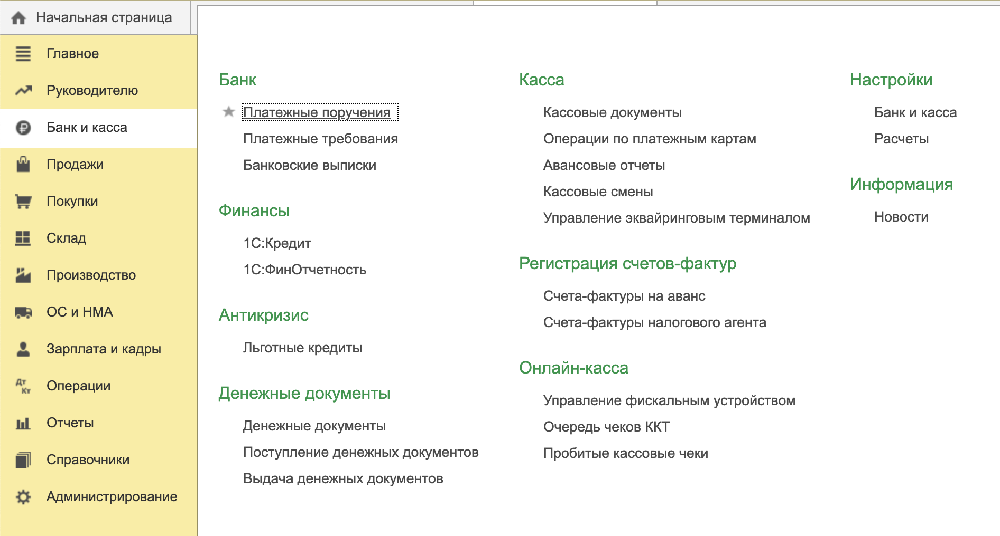 Начальная страница
Главное
Руководителю
Банк и касса
Продажи
Покупки
Склад
Производство
ОС и НМА
Зарплата и кадры
Дт
Кт
Операции
Отчеты
Справочники
Администрирование
Банк
Платежные поручения
Платежные требования
Банковские выписки
Финансы
1С:Кредит
1С:ФинОтчетность
Антикризис
Льготные кредиты
Денежные документы
Денежные документы
Поступление денежных документов
Выдача денежных документов
Касса
Кассовые документы
Операции по платежным картам
Авансовые отчеты
Кассовые смены
Управление эквайринговым терминалом
Регистрация счетов-фактур
Счета-фактуры на аванс
Счета-фактуры налогового агента
Онлайн-касса
Управление фискальным устройством
Очередь чеков ККТ
Пробитые кассовые чеки
Настройки
Банк и касса
Расчеты
Информация
Новости